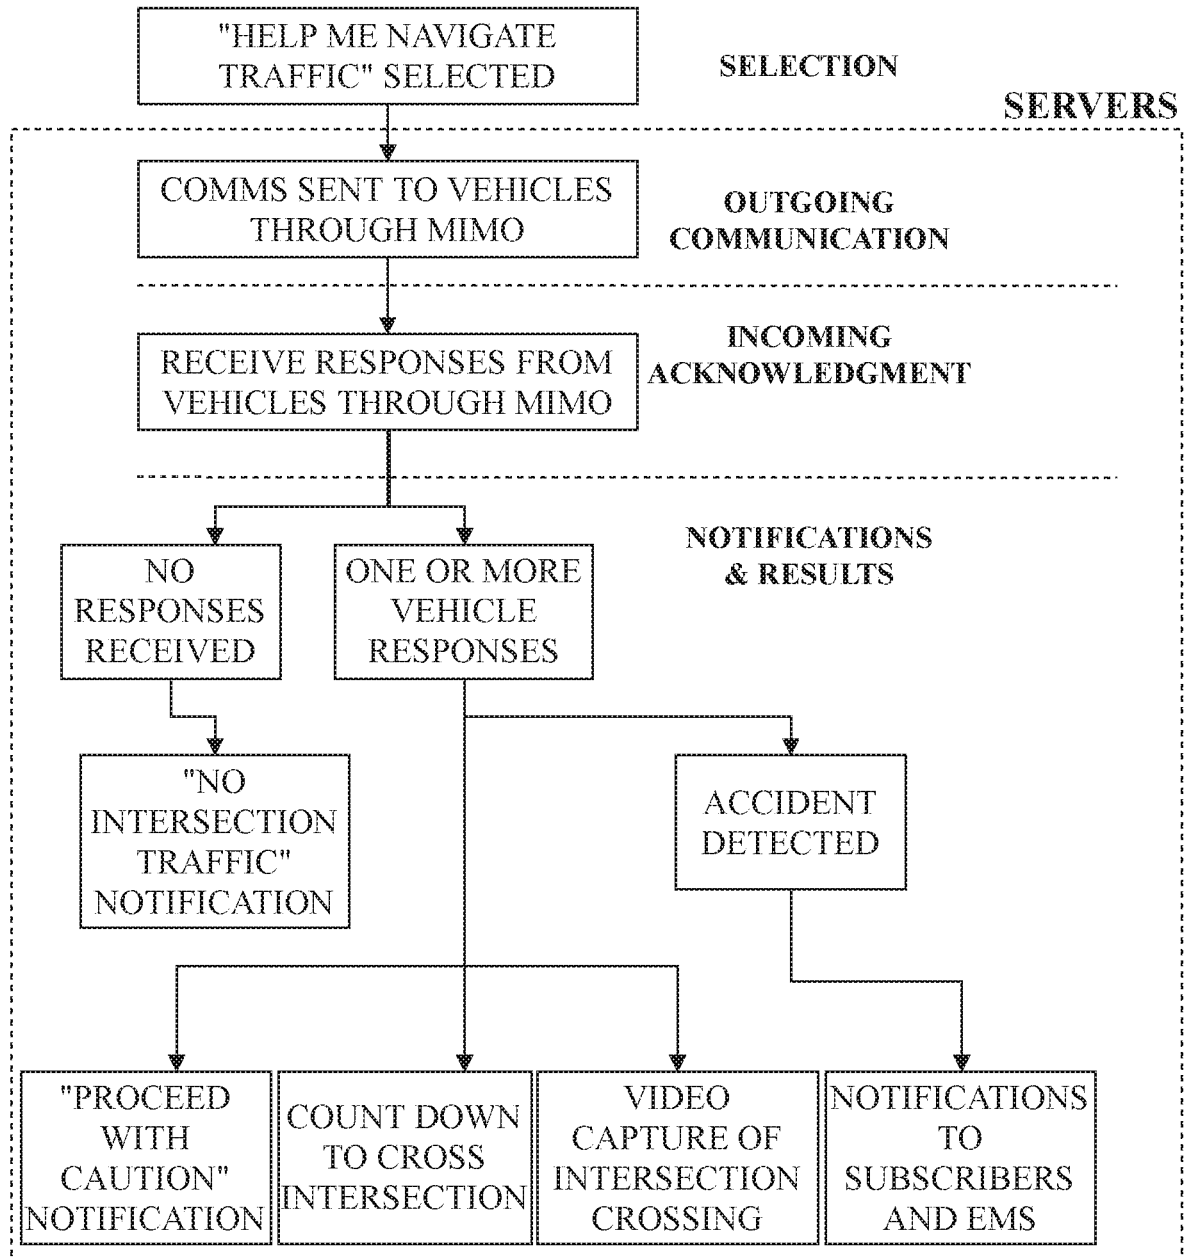 "HELP ME NAVIGATE
TRAFFIC" SELECTED
SELECTION
SERVERS
COMMS SENT TO VEHICLES
THROUGH MIMO
OUTGOING
COMMUNICATION
RECEIVE RESPONSES FROM
VEHICLES THROUGH MIMO
INCOMING
ACKNOWLEDGMENT
NO
RESPONSES
RECEIVED
ONE OR MORE
VEHICLE
RESPONSES
NOTIFICATIONS
& RESULTS
"NO
INTERSECTION
TRAFFIC"
NOTIFICATION
ACCIDENT
DETECTED
"PROCEED
WITH
CAUTION"
NOTIFICATION
COUNT DOWN
TO CROSS
INTERSECTION
VIDEO
CAPTURE OF
INTERSECTION
CROSSING
NOTIFICATIONS
TO
SUBSCRIBERS
AND EMS